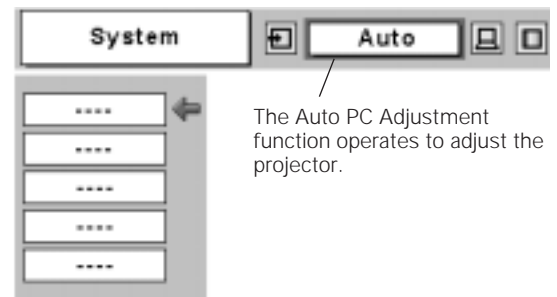 System
Auto
----
----
----
----
----
The Auto PC Adjustment
function operates to adjust the
projector.